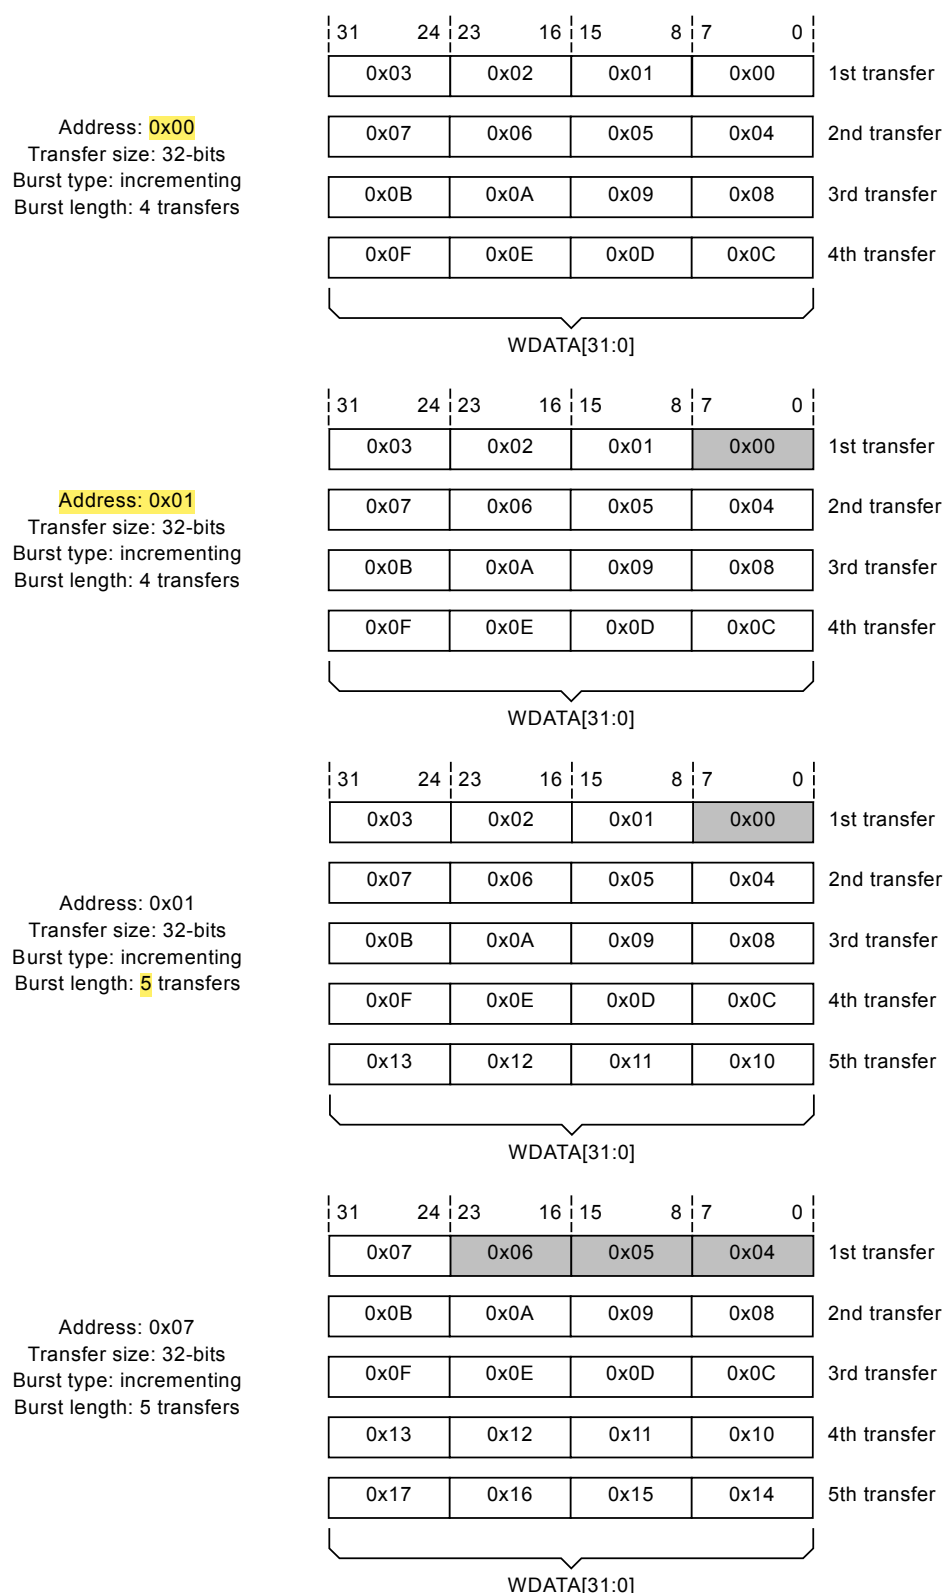 31 24 23 16 15 8 7 0
0x03 0x02 0x01 0x00 1st transfer
Address: 0x00
Transfer size: 32-bits
Burst type: incrementing
Burst length: 4 transfers
0x07 0x06 0x05 0x04 2nd transfer
0x0B 0x0A 0x09 0x08 3rd transfer
0x0F 0x0E 0x0D 0x0C 4th transfer
WDATA[31:0]
31 24 23 16 15 8 7 0
0x03 0x02 0x01 0x00 1st transfer
Address: 0x01
Transfer size: 32-bits
Burst type: incrementing
Burst length: 4 transfers
0x07 0x06 0x05 0x04 2nd transfer
0x0B 0x0A 0x09 0x08 3rd transfer
0x0F 0x0E 0x0D 0x0C 4th transfer
WDATA[31:0]
31 24 23 16 15 8 7 0
0x03 0x02 0x01 0x00 1st transfer
0x07 0x06 0x05 0x04 2nd transfer
Address: 0x01
Transfer size: 32-bits
Burst type: incrementing
Burst length: 5 transfers
0x0B 0x0A 0x09 0x08 3rd transfer
0x0F 0x0E 0x0D 0x0C 4th transfer
0x13 0x12 0x11 0x10 5th transfer
WDATA[31:0]
31 24 23 16 15 8 7 0
0x07 0x06 0x05 0x04 1st transfer
0x0B 0x0A 0x09 0x08 2nd transfer
Address: 0x07
Transfer size: 32-bits
Burst type: incrementing
Burst length: 5 transfers
0x0F 0x0E 0x0D 0x0C 3rd transfer
0x13 0x12 0x11 0x10 4th transfer
0x17 0x16 0x15 0x14 5th transfer
WDATA[31:0]